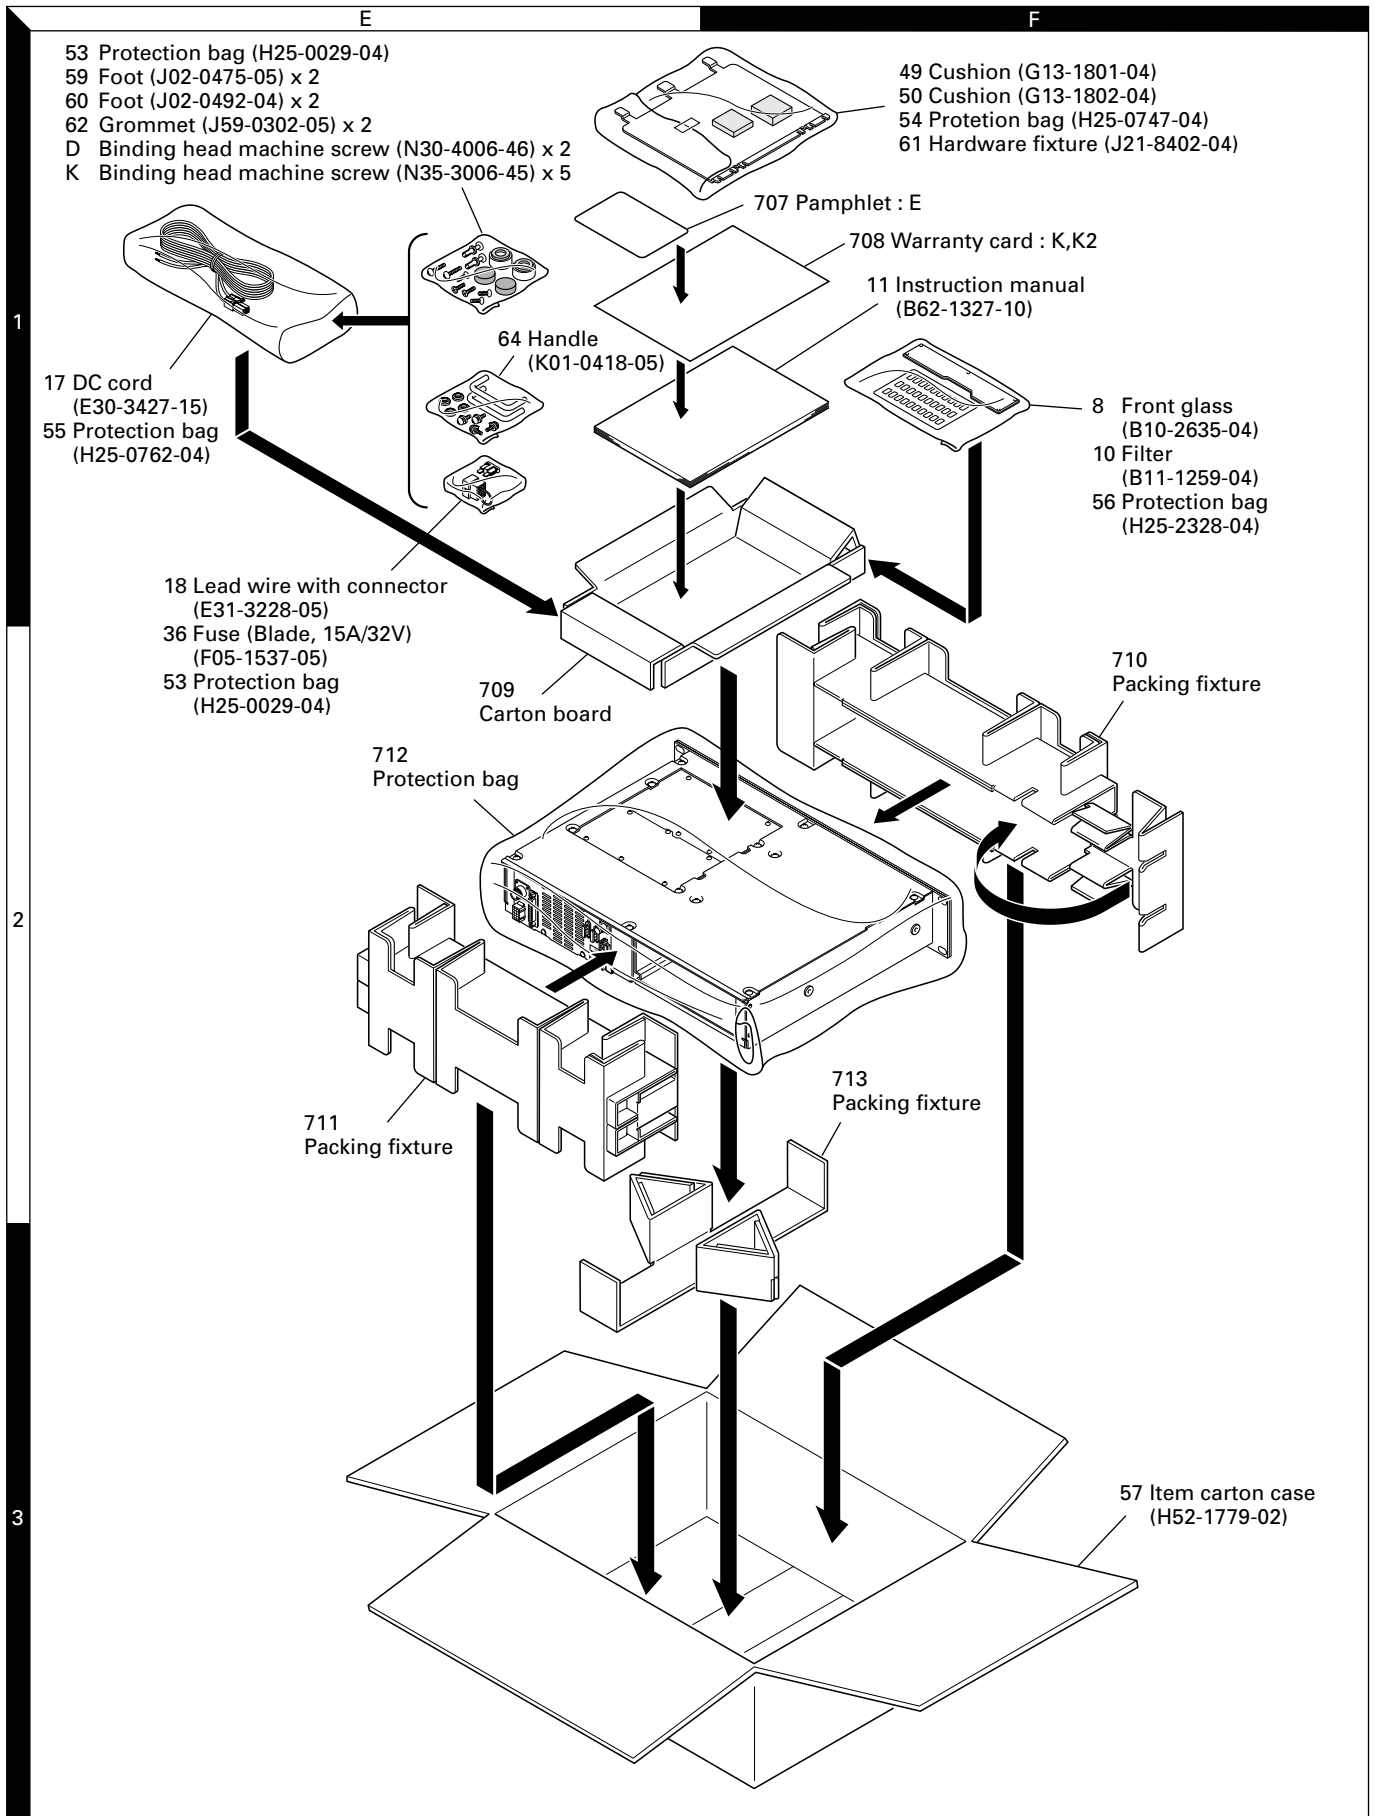 E
F
53 Protection bag (H25-0029-04)
59 Foot (J02-0475-05) x 2
60 Foot (J02-0492-04) x 2
62 Grommet (J59-0302-05) x 2
D Binding head machine screw (N30-4006-46) x 2
K Binding head machine screw (N35-3006-45) x 5
49 Cushion (G13-1801-04)
50 Cushion (G13-1802-04)
54 Protetion bag (H25-0747-04)
61 Hardware fixture (J21-8402-04)
707 Pamphlet : E
708 Warranty card : K,K2
11 Instruction manual
(B62-1327-10)
1
64 Handle
(K01-0418-05)
17 DC cord
(E30-3427-15)
55 Protection bag
(H25-0762-04)
8 Front glass
(B10-2635-04)
10 Filter
(B11-1259-04)
56 Protection bag
(H25-2328-04)
18 Lead wire with connector
(E31-3228-05)
36 Fuse (Blade, 15A/32V)
(F05-1537-05)
53 Protection bag
(H25-0029-04)
709
Carton board
710
Packing fixture
712
Protection bag
2
711
Packing fixture
713
Packing fixture
3
57 Item carton case
(H52-1779-02)